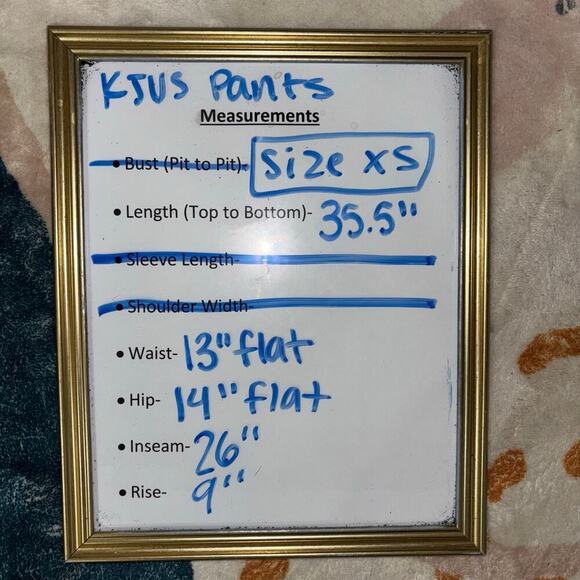 KJUS Pants
Measurements
• Bust (Pit to Pit)- Size XS
• Length (Top to Bottom)- 35.5"
• Sleeve Length-
• Shoulder Width-
• Waist- 13" flat
• Hip- 14" flat
• Inseam- 26"
• Rise- 9"